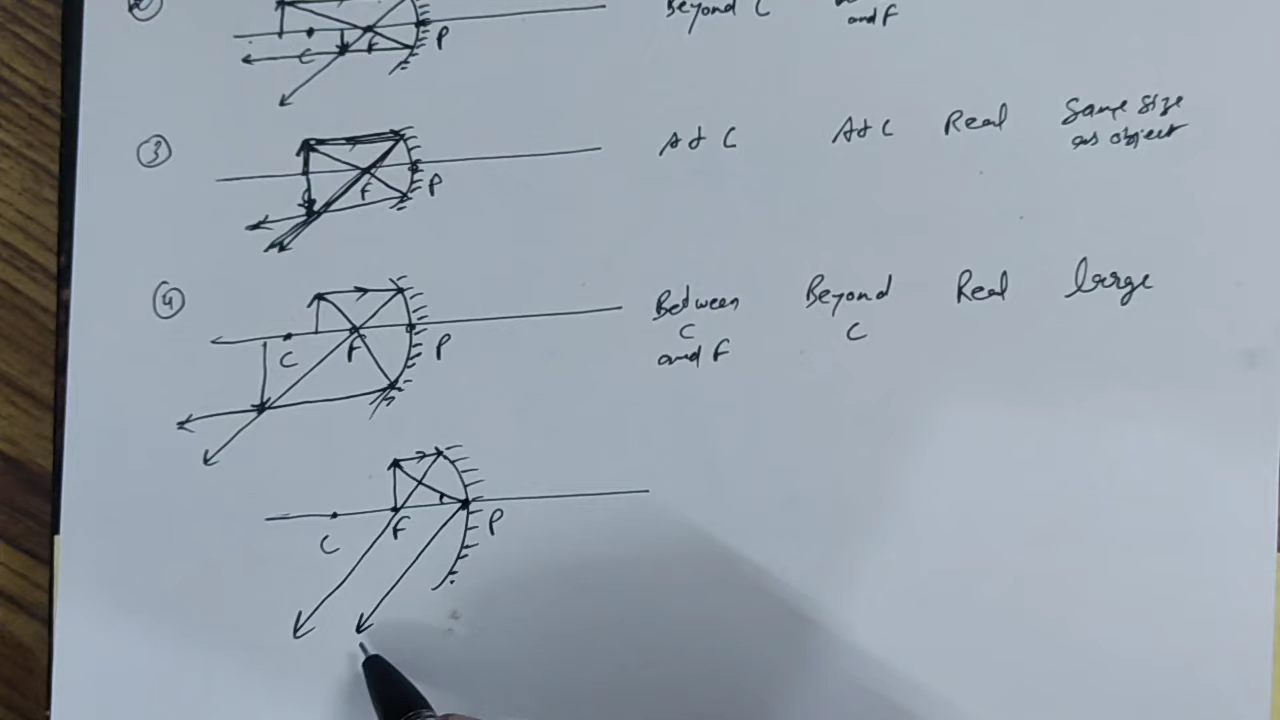 Beyond C
and F
C F P
③
At C At C Real Same size
as object
F P
④
Between Beyond Real large
C C
and F
C F P
C F P